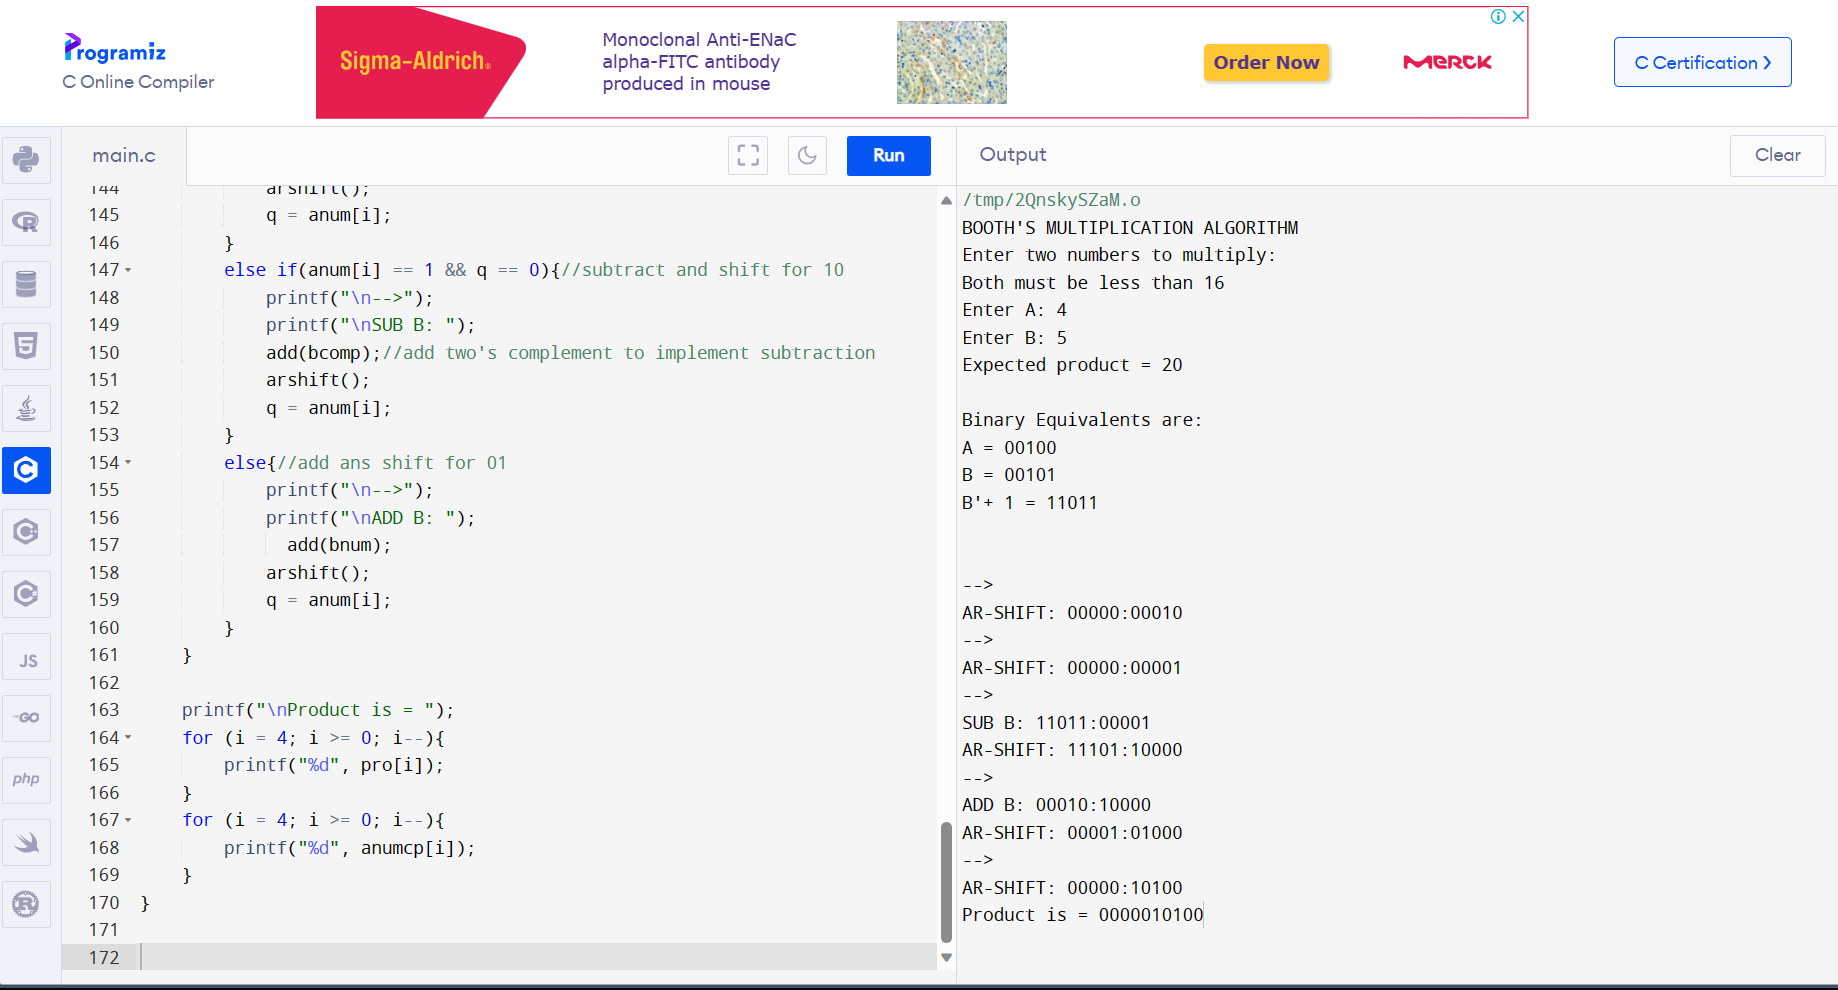 Programiz
C Online Compiler
Sigma-Aldrich®
Monoclonal Anti-ENaC
alpha-FITC antibody
produced in mouse
Order Now
MERCK
C Certification
main.c
Run
144            arshift();
145            q = anum[i];
146        }
147        else if(anum[i] == 1 && q == 0){//subtract and shift for 10
148            printf("\n-->");
149            printf("\nSUB B: ");
150            add(bcomp);//add two's complement to implement subtraction
151            arshift();
152            q = anum[i];
153        }
154        else{//add ans shift for 01
155            printf("\n-->");
156            printf("\nADD B: ");
157              add(bnum);
158            arshift();
159            q = anum[i];
160        }
161    }
162
163    printf("\nProduct is = ");
164    for (i = 4; i >= 0; i--){
165        printf("%d", pro[i]);
166    }
167    for (i = 4; i >= 0; i--){
168        printf("%d", anumcp[i]);
169    }
170 }
171
172
JS
GO
php
Output
Clear
/tmp/2QnskySZaM.o
BOOTH'S MULTIPLICATION ALGORITHM
Enter two numbers to multiply:
Both must be less than 16
Enter A: 4
Enter B: 5
Expected product = 20
Binary Equivalents are:
A = 00100
B = 00101
B'+ 1 = 11011
-->
AR-SHIFT: 00000:00010
-->
AR-SHIFT: 00000:00001
-->
SUB B: 11011:00001
AR-SHIFT: 11101:10000
-->
ADD B: 00010:10000
AR-SHIFT: 00001:01000
-->
AR-SHIFT: 00000:10100
Product is = 0000010100